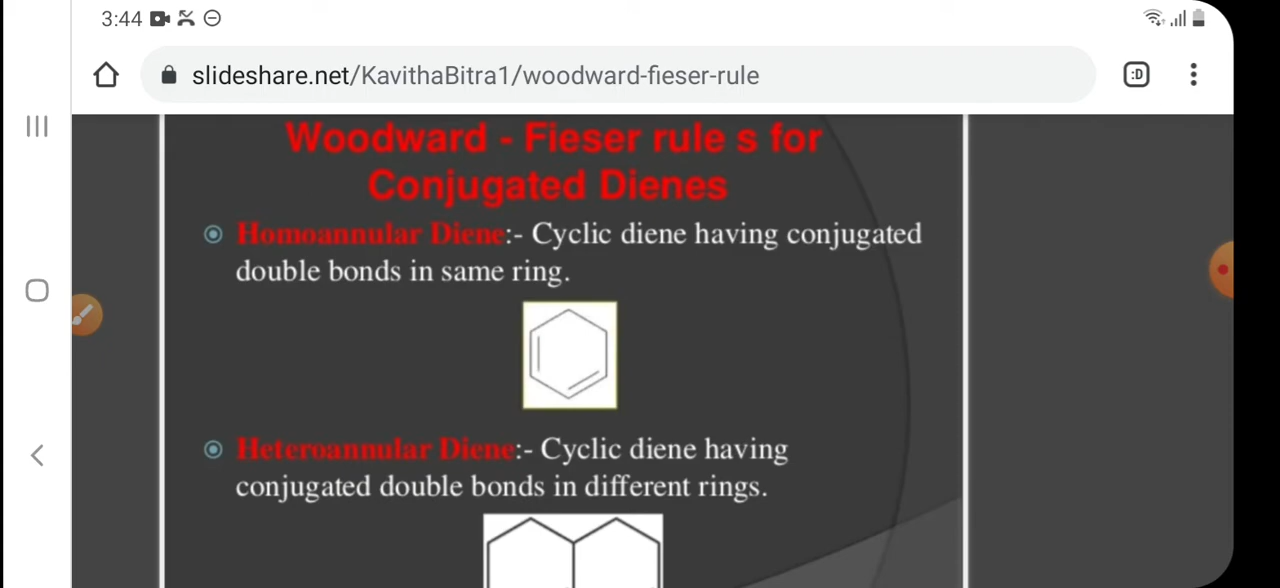 3:44
slideshare.net/KavithaBitra1/woodward-fieser-rule
:D
Woodward - Fieser rule s for
Conjugated Dienes
Homoannular Diene:- Cyclic diene having conjugated
double bonds in same ring.
Heteroannular Diene:- Cyclic diene having
conjugated double bonds in different rings.